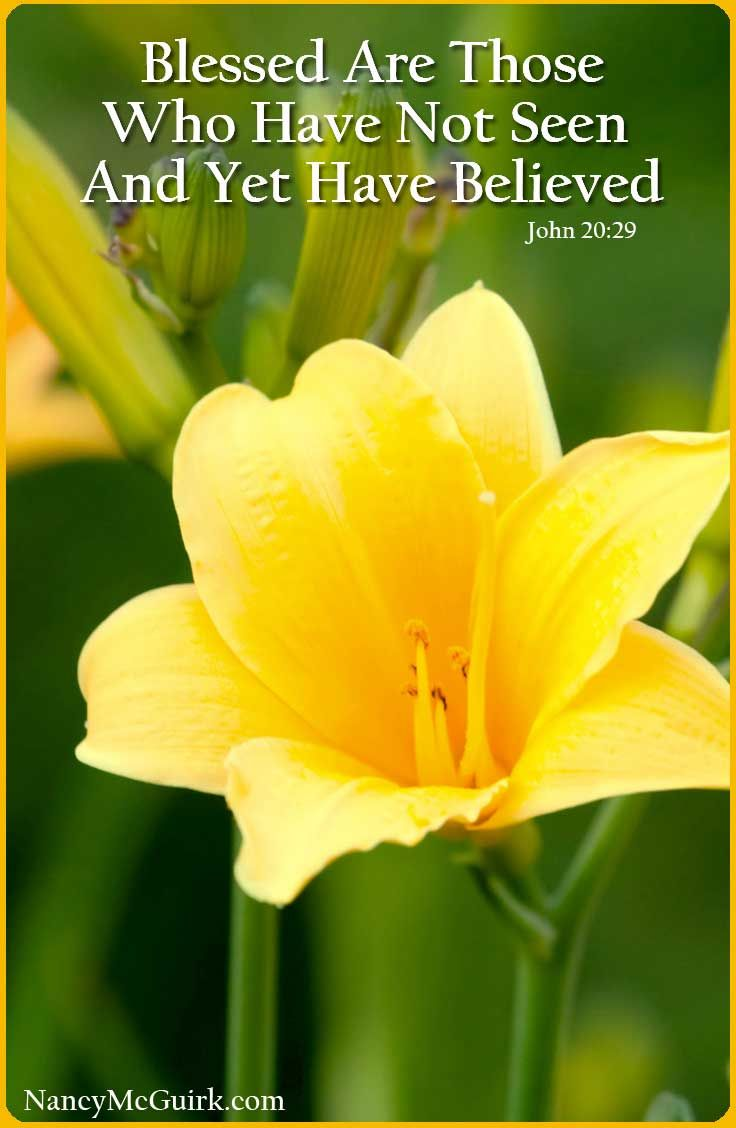 Blessed Are Those
Who Have Not Seen
And Yet Have Believed
John 20:29
NancyMcGuirk.com